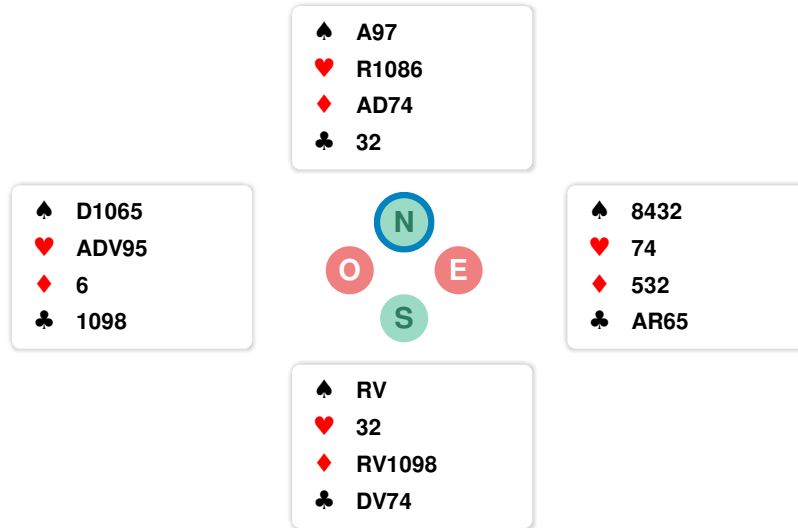 ♠ A97
♥ R1086
♦ AD74
♣ 32
♠ D1065
♥ ADV95
♦ 6
♣ 1098
N
O E
S
♠ 8432
♥ 74
♦ 532
♣ AR65
♠ RV
♥ 32
♦ RV1098
♣ DV74